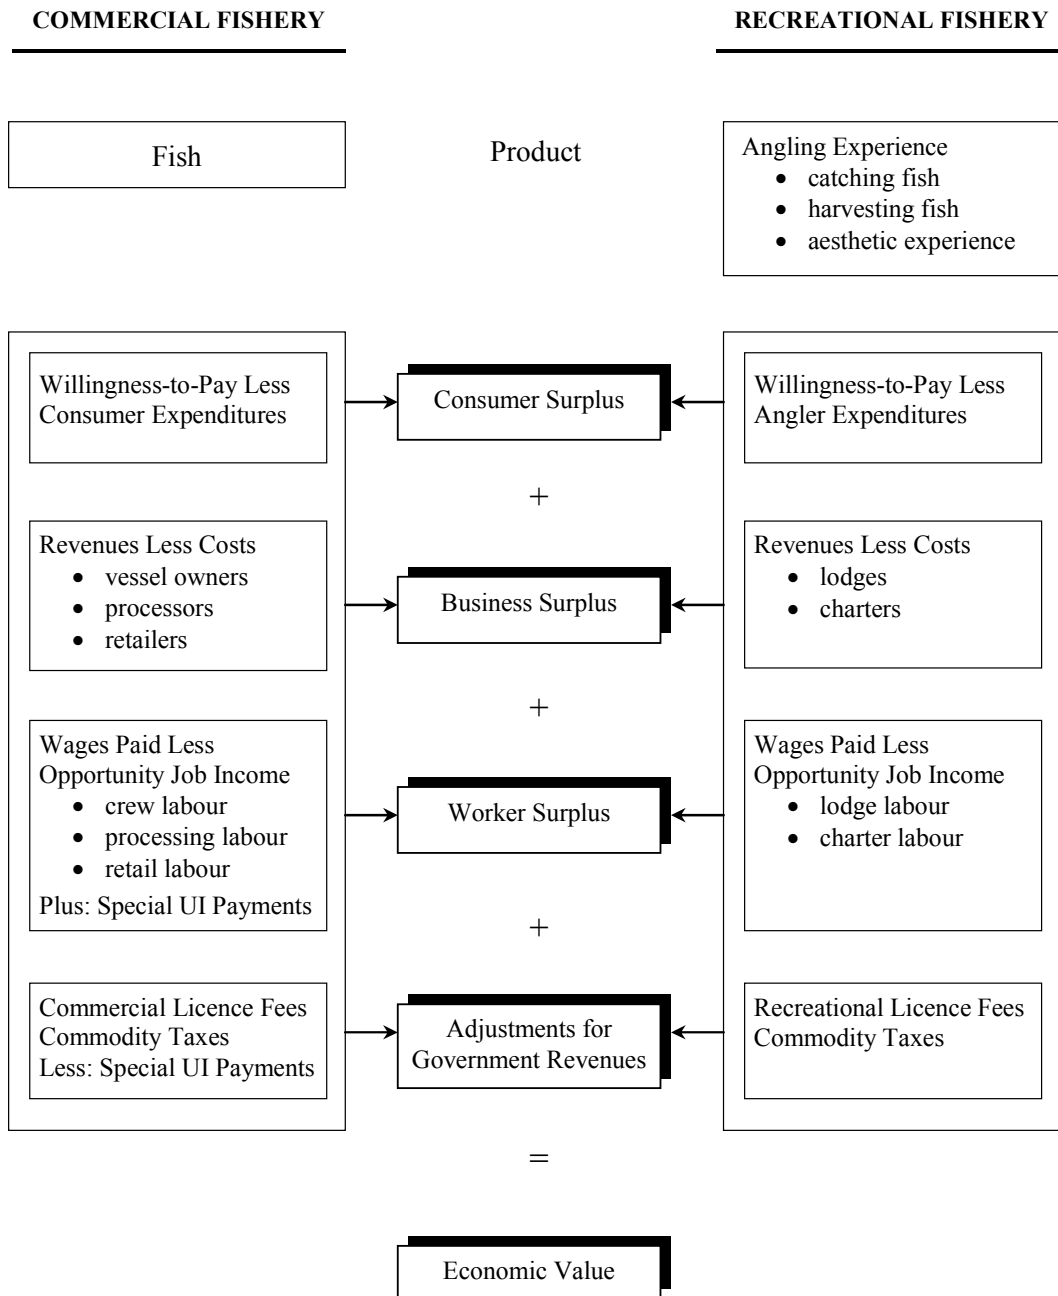 COMMERCIAL FISHERY
RECREATIONAL FISHERY
Fish
Product
Angling Experience
• catching fish
• harvesting fish
• aesthetic experience
Willingness-to-Pay Less
Consumer Expenditures
Consumer Surplus
Willingness-to-Pay Less
Angler Expenditures
+
Revenues Less Costs
• vessel owners
• processors
• retailers
Business Surplus
Revenues Less Costs
• lodges
• charters
+
Wages Paid Less
Opportunity Job Income
• crew labour
• processing labour
• retail labour
Plus: Special UI Payments
Worker Surplus
Wages Paid Less
Opportunity Job Income
• lodge labour
• charter labour
+
Commercial Licence Fees
Commodity Taxes
Less: Special UI Payments
Adjustments for
Government Revenues
Recreational Licence Fees
Commodity Taxes
=
Economic Value